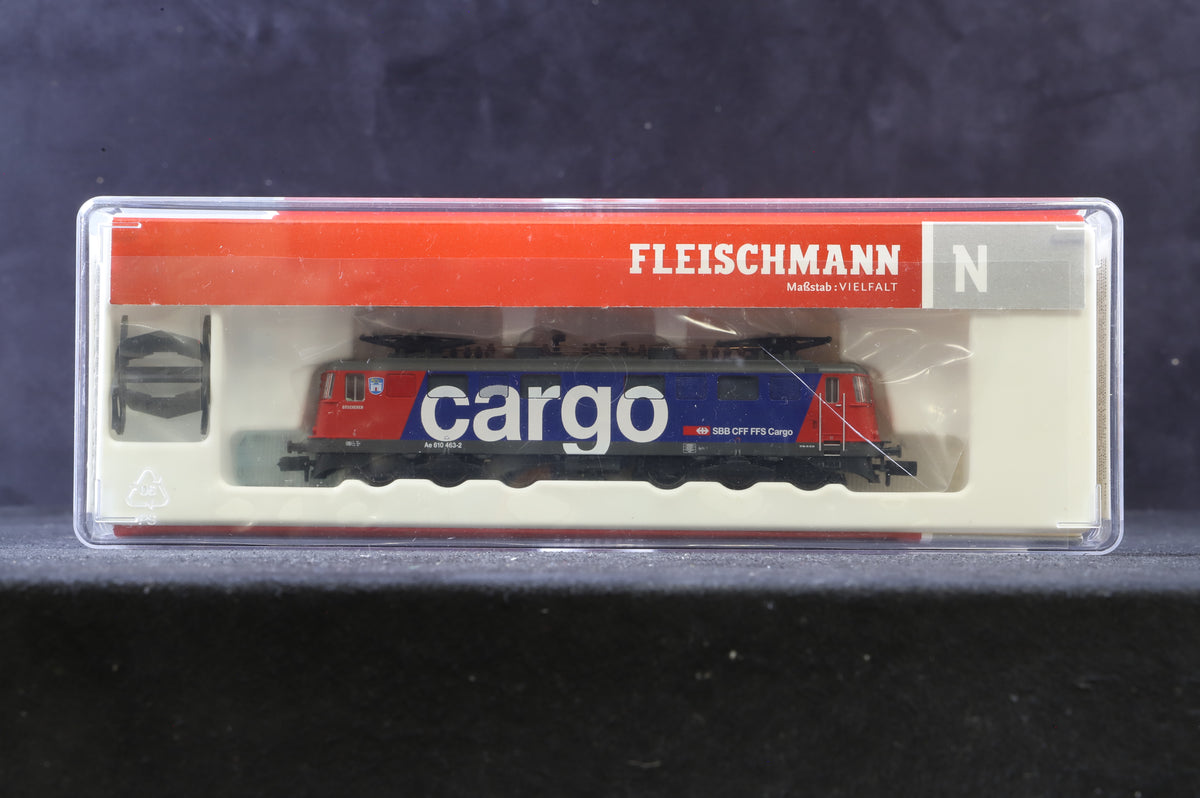 FLEISCHMANN
N
Maßstab : VIELFALT
cargo
SBB CFF FFS Cargo
Ae 610 463-2